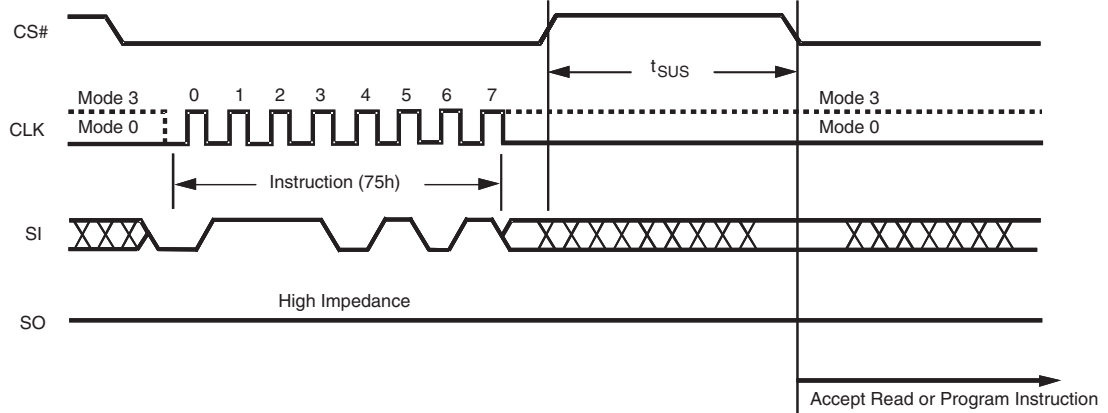 CS#
tSUS
Mode 3
0 1 2 3 4 5 6 7
Mode 3
CLK
Mode 0
Mode 0
Instruction (75h)
SI
High Impedance
SO
Accept Read or Program Instruction